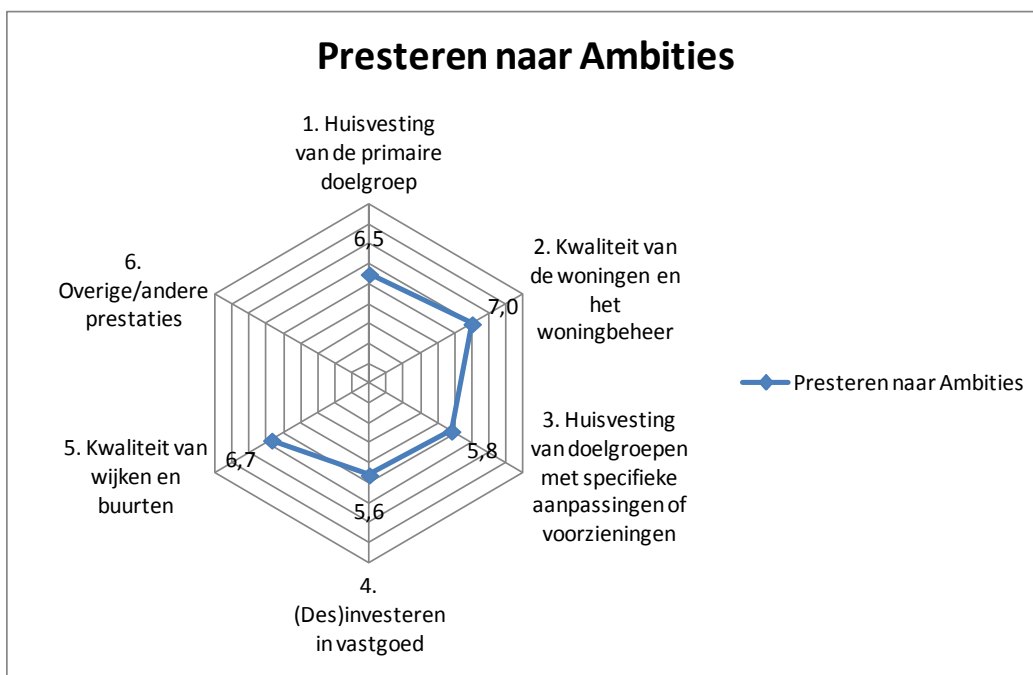 Presteren naar Ambities
1. Huisvesting
van de primaire
doelgroep
6,5
2. Kwaliteit van
de woningen en
het
woningbeheer
7,0
3. Huisvesting
van doelgroepen
met specifieke
aanpassingen of
voorzieningen
5,8
4.
(Des)investeren
in vastgoed
5,6
5. Kwaliteit van
wijken en
buurten
6,7
6.
Overige/andere
prestaties
Presteren naar Ambities